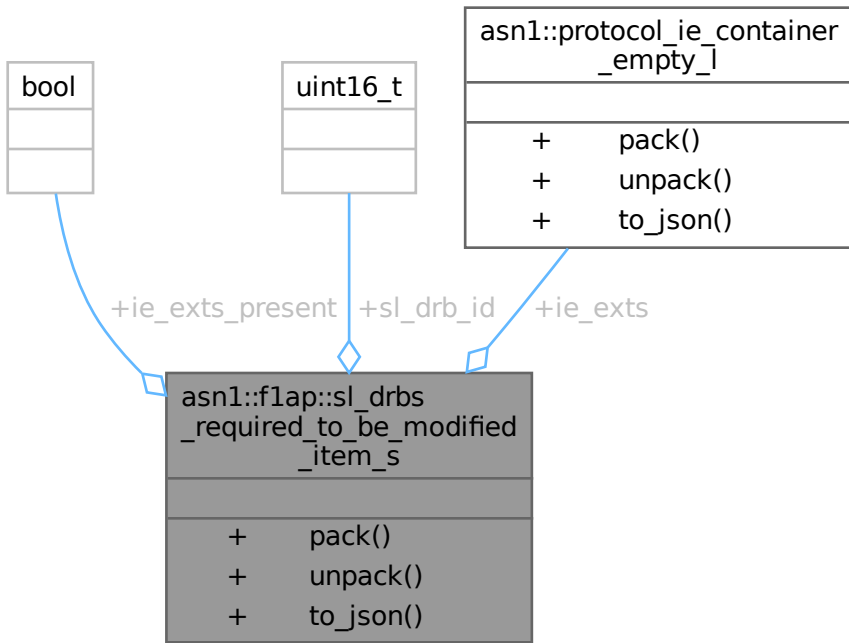 asn1::protocol_ie_container
_empty_l
bool
uint16_t
+ pack()
+ unpack()
+ to_json()
+ie_exts_present
+sl_drb_id
+ie_exts
asn1::f1ap::sl_drbs
_required_to_be_modified
_item_s
+ pack()
+ unpack()
+ to_json()